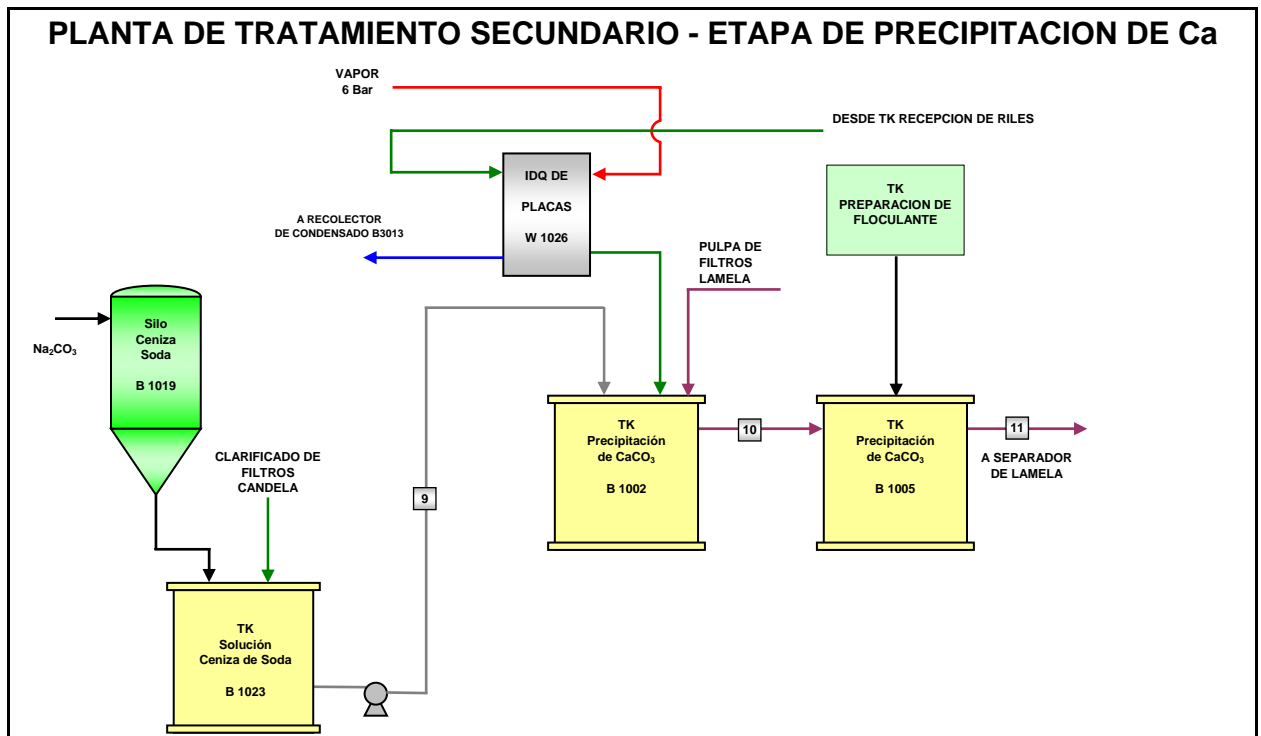 PLANTA DE TRATAMIENTO SECUNDARIO - ETAPA DE PRECIPITACION DE Ca
VAPOR
6 Bar
DESDE TK RECEPCION DE RILES
IDQ DE
PLACAS
W 1026
TK
PREPARACION DE
FLOCULANTE
A RECOLECTOR
DE CONDENSADO B3013
PULPA DE
FILTROS
LAMELA
Na₂CO₃
Silo
Ceniza
Soda
B 1019
CLARIFICADO DE
FILTROS
CANDELA
9
TK
Precipitación
de CaCO₃
B 1002
10
TK
Precipitación
de CaCO₃
B 1005
11
A SEPARADOR
DE LAMELA
TK
Solución
Ceniza de Soda
B 1023